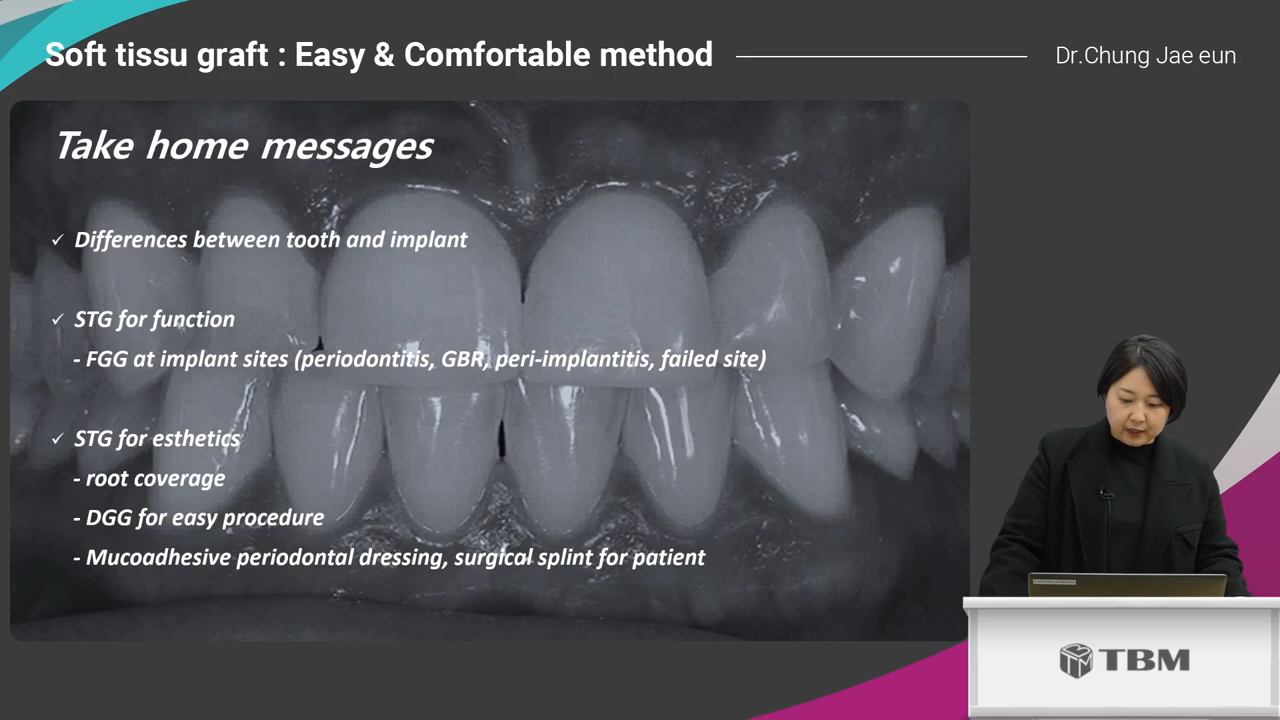 Soft tissu graft : Easy & Comfortable method
Dr.Chung Jae eun
Take home messages
✓ Differences between tooth and implant
✓ STG for function
- FGG at implant sites (periodontitis, GBR, peri-implantitis, failed site)
✓ STG for esthetics
- root coverage
- DGG for easy procedure
- Mucoadhesive periodontal dressing, surgical splint for patient
TBM